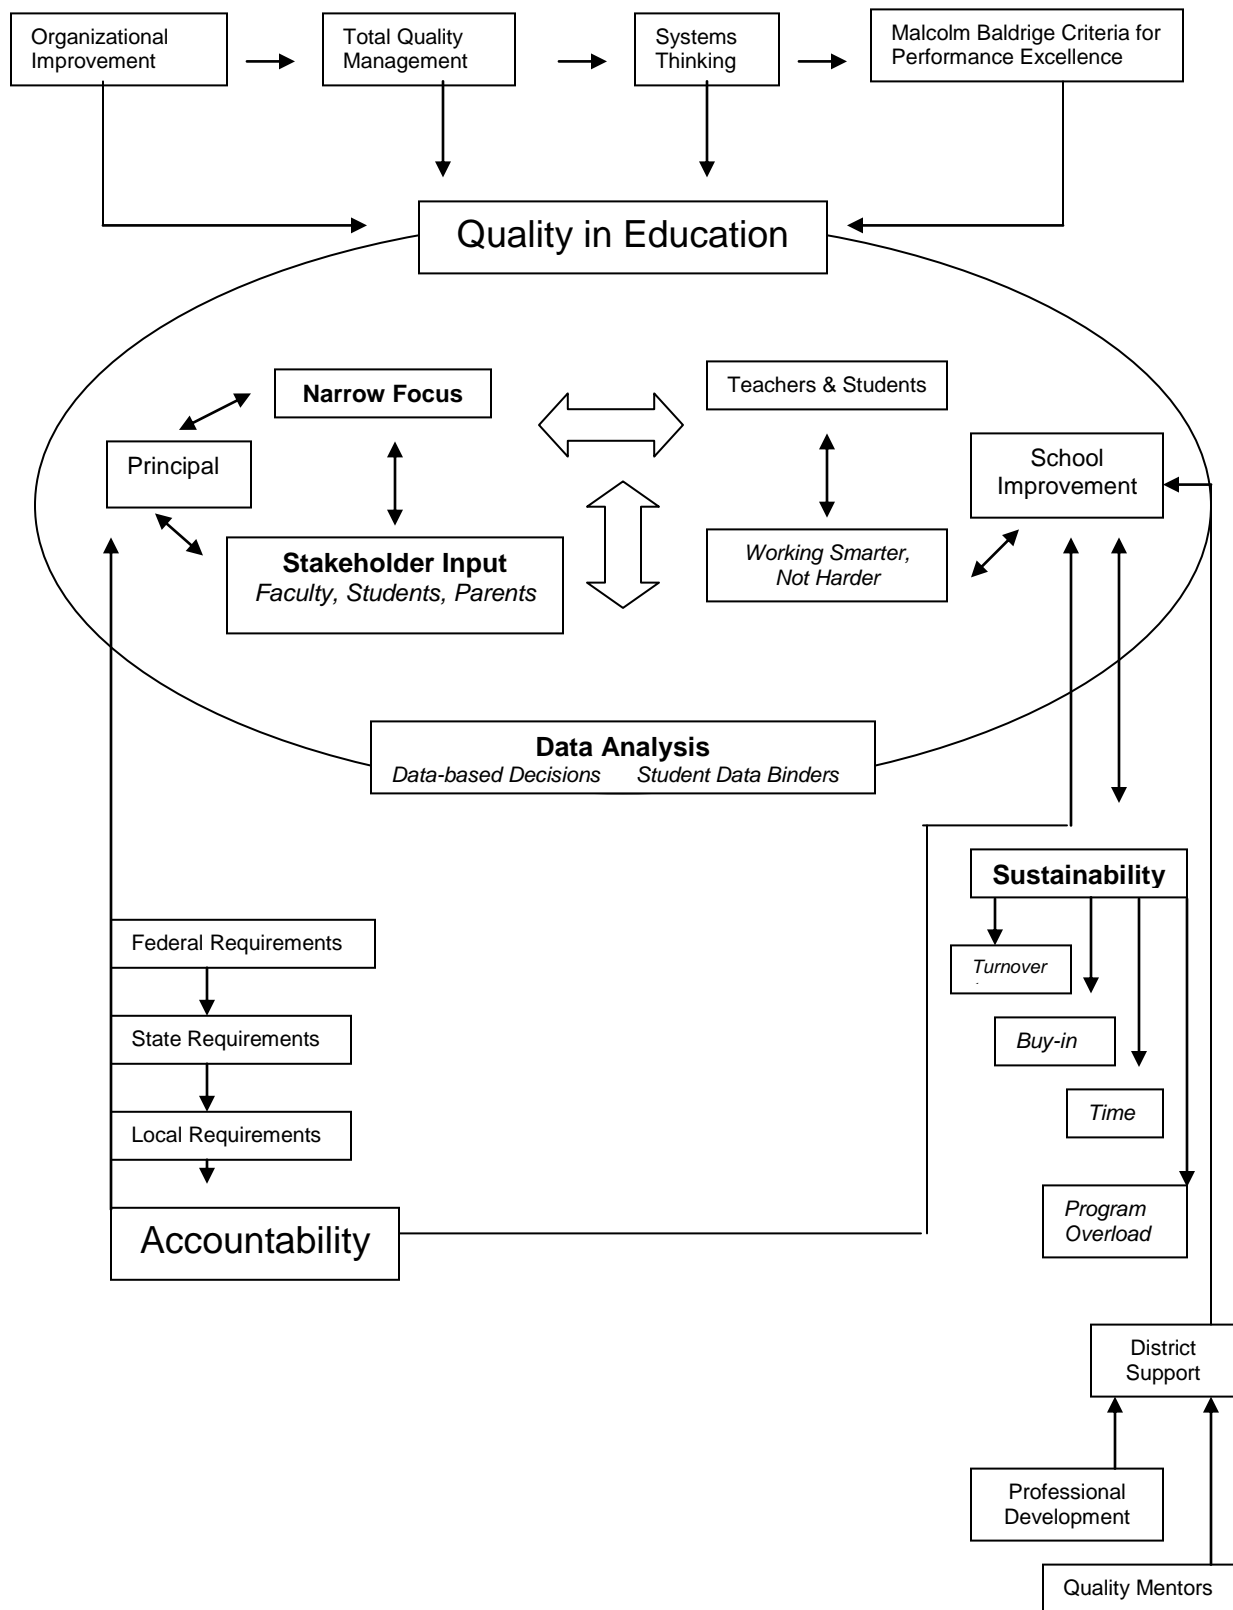 Organizational
Improvement
Total Quality
Management
Systems
Thinking
Malcolm Baldrige Criteria for
Performance Excellence
Quality in Education
Narrow Focus
Teachers & Students
Principal
School
Improvement
Stakeholder Input
Faculty, Students, Parents
Working Smarter,
Not Harder
Data Analysis
Data-based Decisions Student Data Binders
Sustainability
Federal Requirements
Turnover
State Requirements
Buy-in
Time
Local Requirements
Program
Overload
Accountability
District
Support
Professional
Development
Quality Mentors